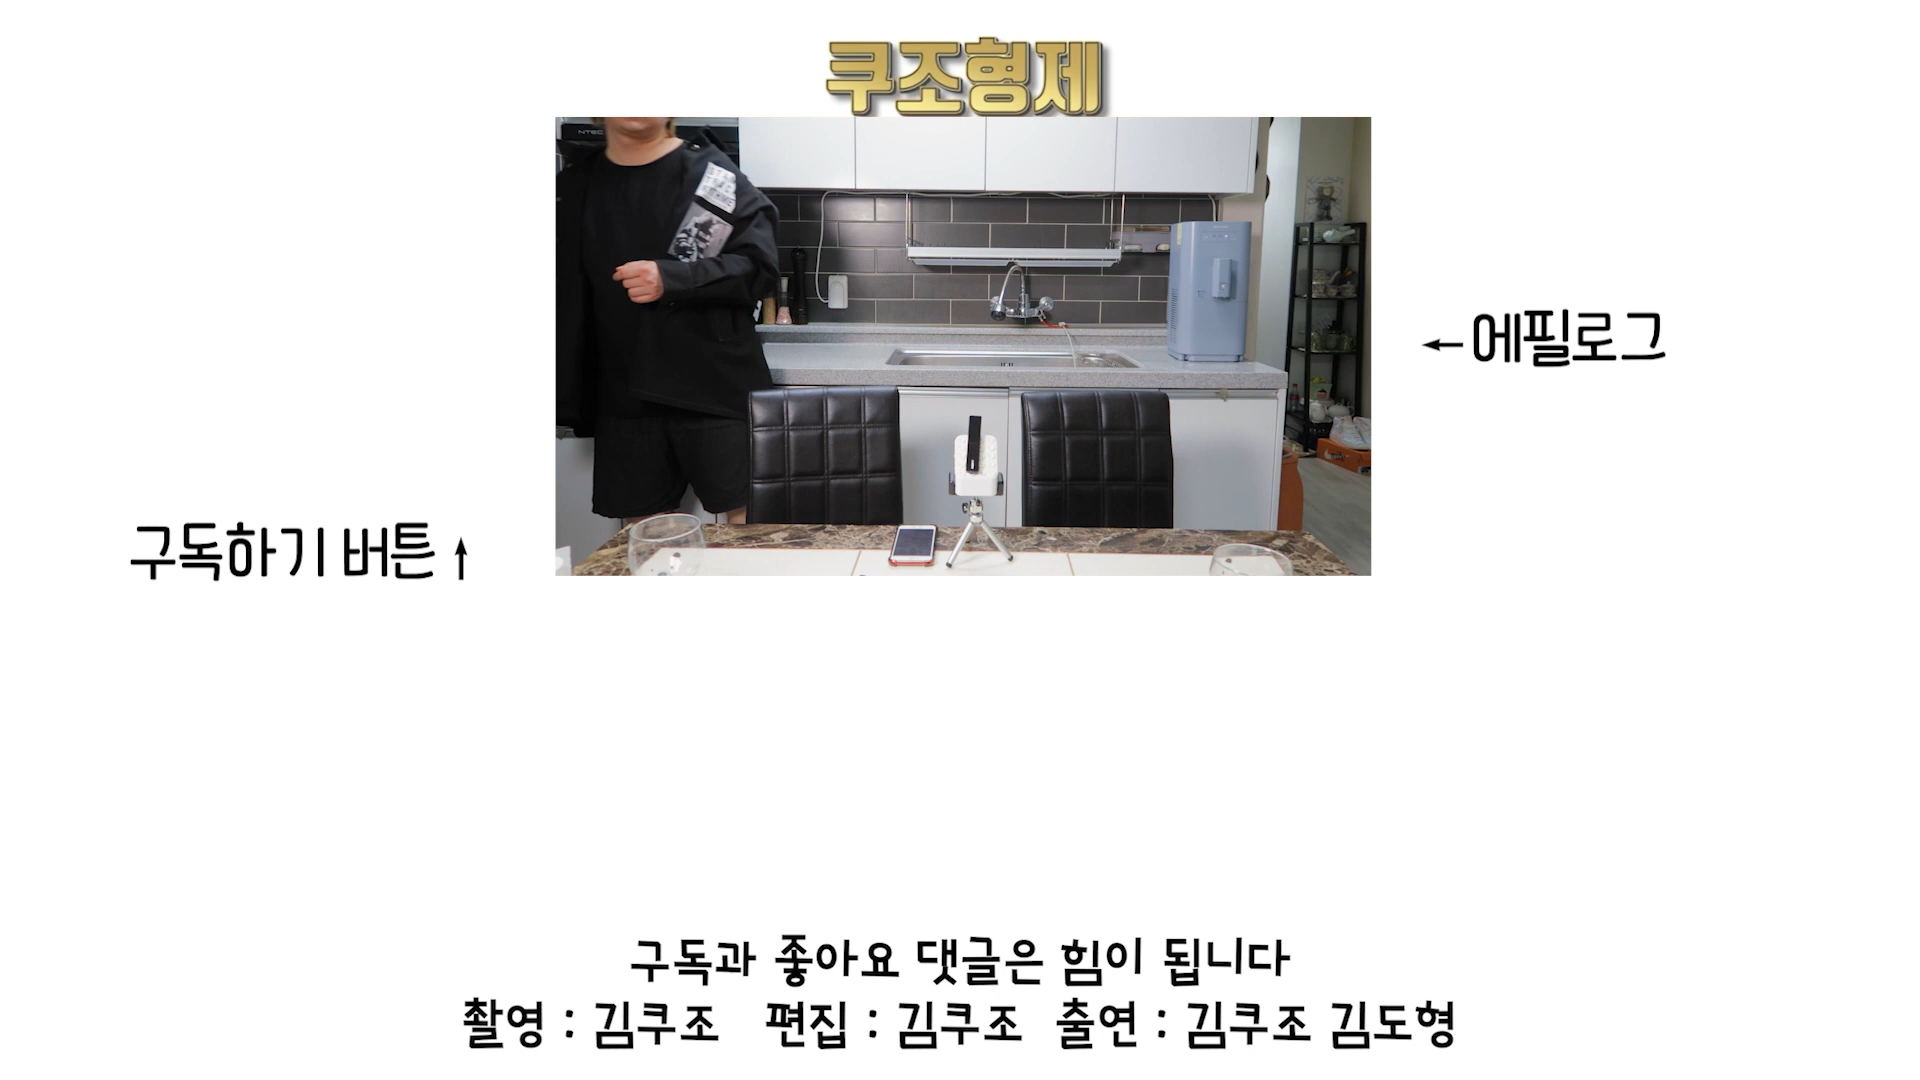 쿠조형제
NTEC
←에필로그
구독하기 버튼↑
구독과 좋아요 댓글은 힘이 됩니다
촬영 : 김쿠조 편집 : 김쿠조 출연 : 김쿠조 김도형